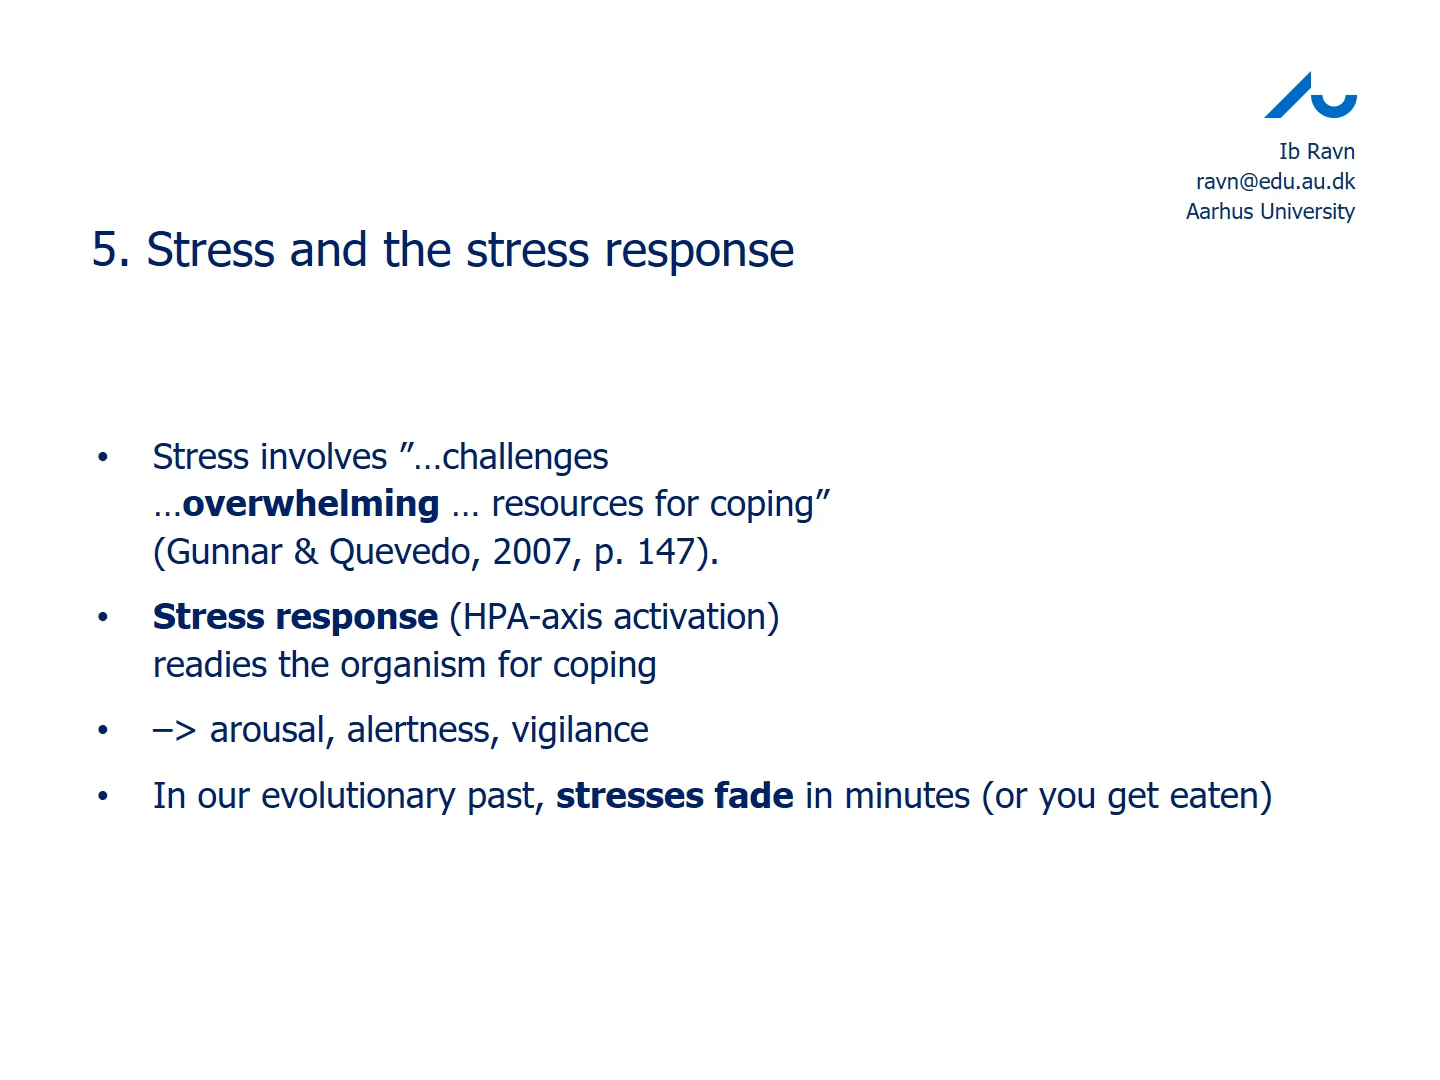 Ib Ravn
ravn@edu.au.dk
Aarhus University
5. Stress and the stress response
• Stress involves ”…challenges
…overwhelming … resources for coping”
(Gunnar & Quevedo, 2007, p. 147).
• Stress response (HPA-axis activation)
readies the organism for coping
• –> arousal, alertness, vigilance
• In our evolutionary past, stresses fade in minutes (or you get eaten)